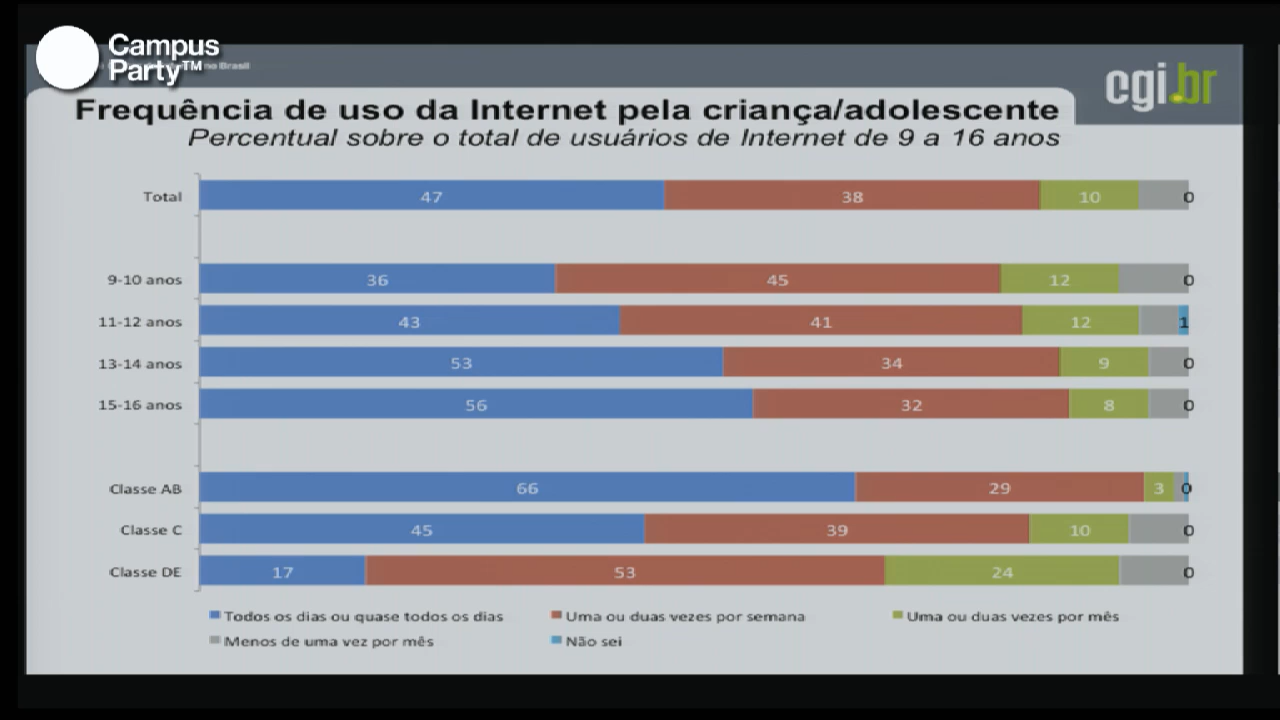 Campus
Party™
no Brasil
cgi.br
Frequência de uso da Internet pela criança/adolescente
Percentual sobre o total de usuários de Internet de 9 a 16 anos
Total 47 38 10 0
9-10 anos 36 45 12 0
11-12 anos 43 41 12 1
13-14 anos 53 34 9 0
15-16 anos 56 32 8 0
Classe AB 66 29 3 0
Classe C 45 39 10 0
Classe DE 17 53 24 0
Todos os dias ou quase todos os dias Uma ou duas vezes por semana Uma ou duas vezes por mês
Menos de uma vez por mês Não sei